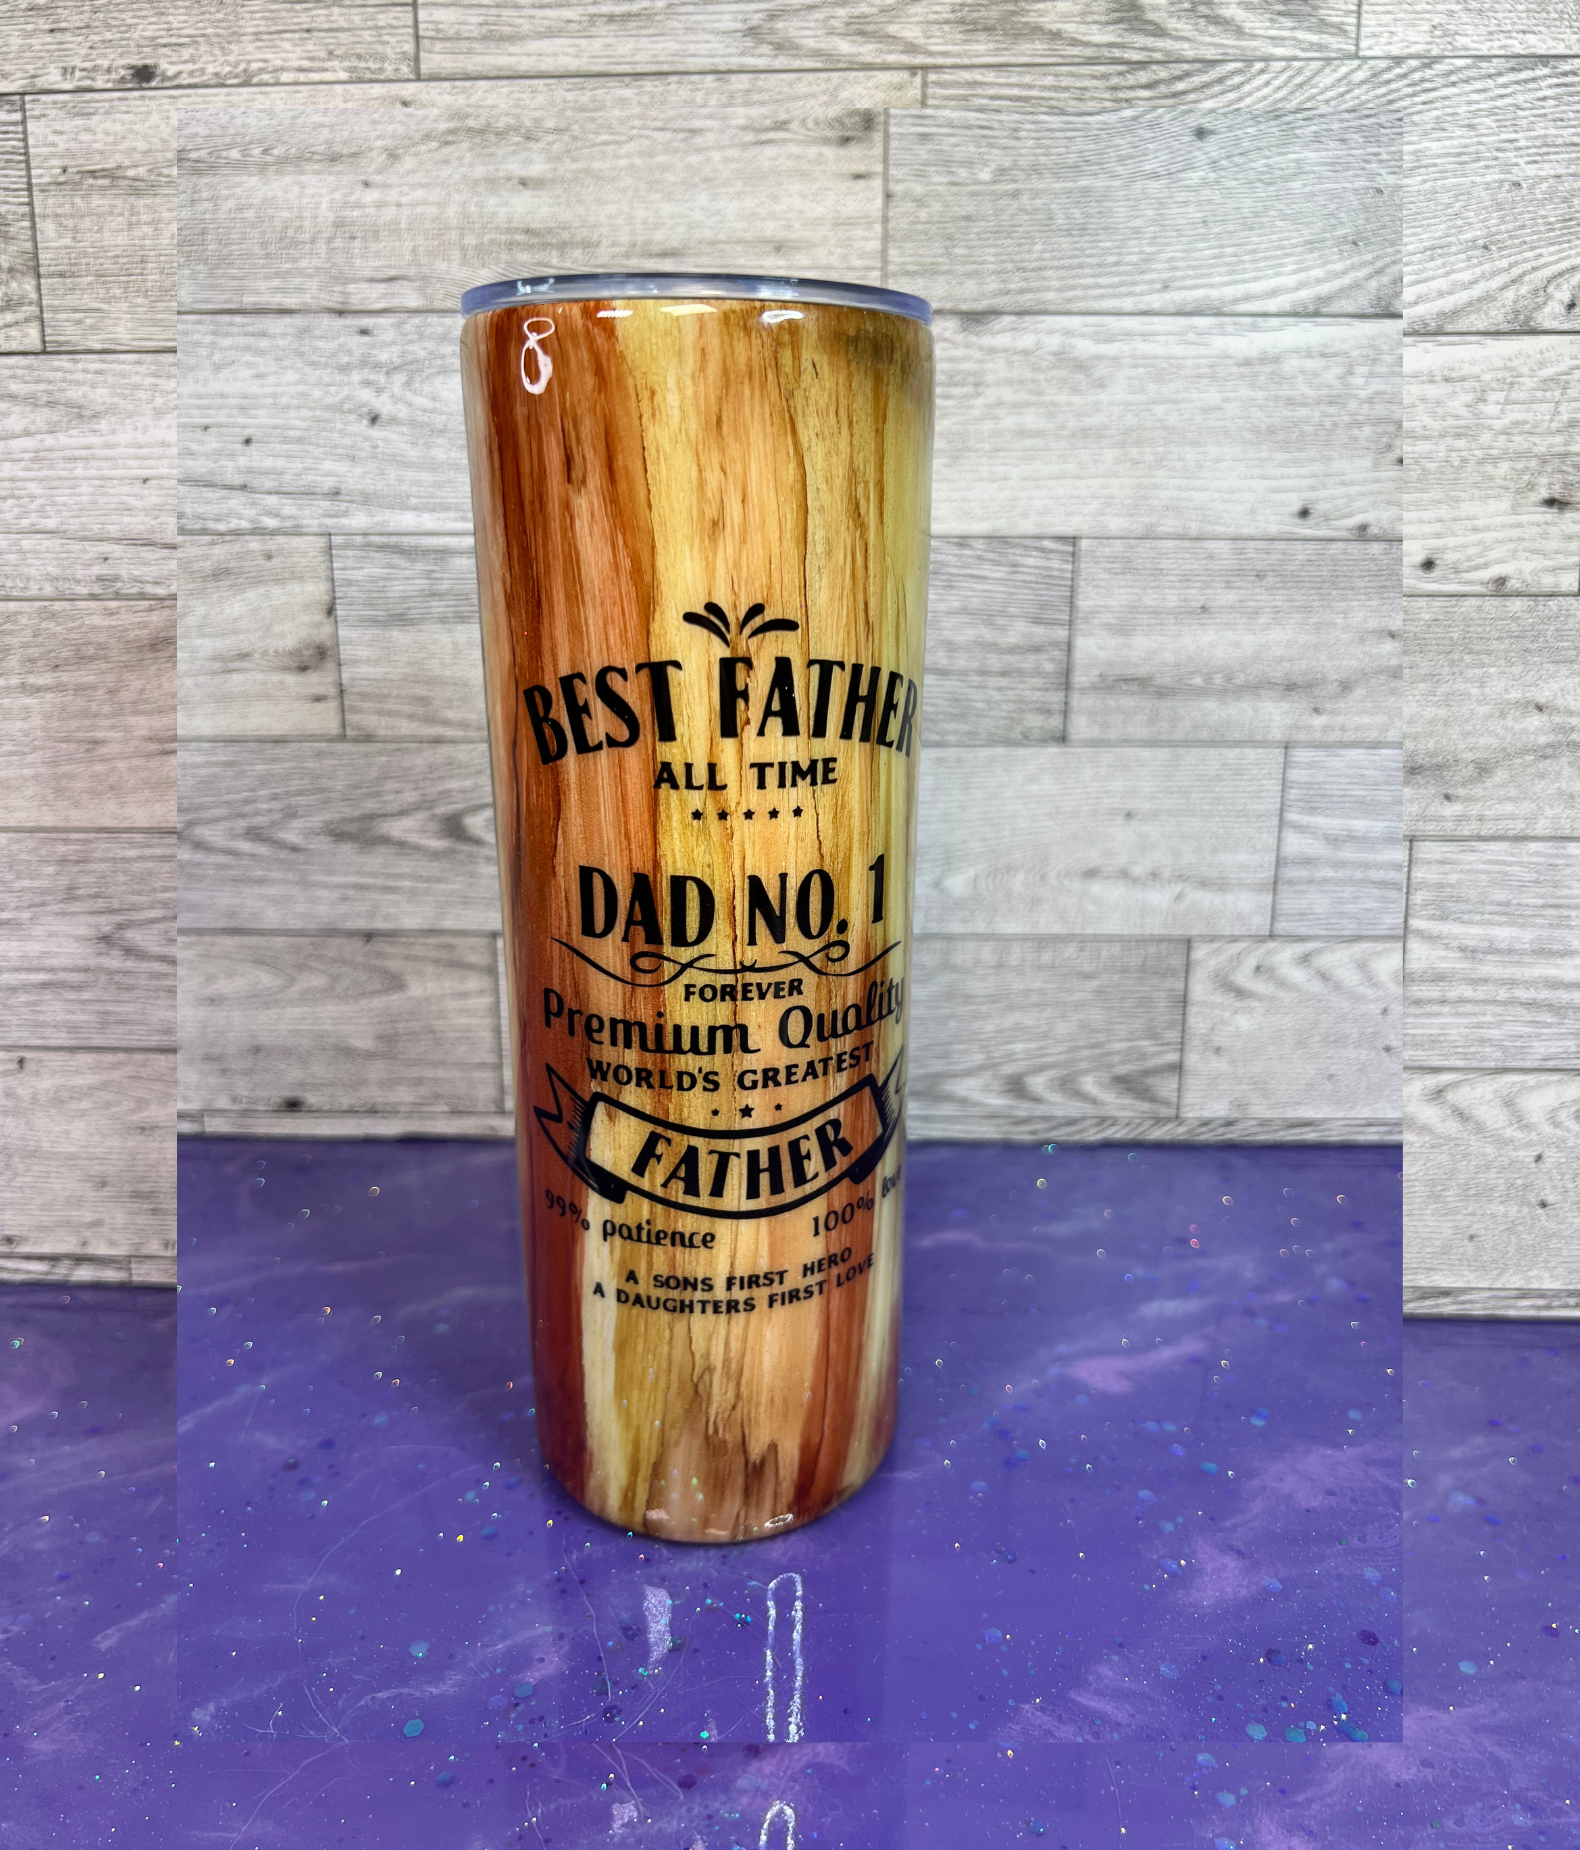 BEST FATHER
ALL TIME
DAD NO. 1
FOREVER
Premium Quality
WORLD'S GREATEST
FATHER
99% patience 100% love
A SONS FIRST HERO
A DAUGHTERS FIRST LOVE